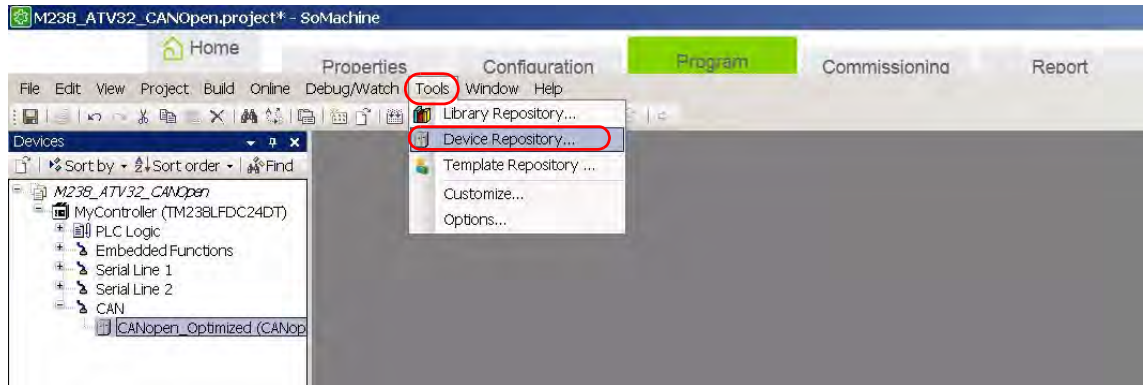 M238_ATV32_CANOpen.project* - SoMachine
Home
Properties Configuration Program Commissioning Report
File Edit View Project Build Online Debug/Watch Tools Window Help
Library Repository...
Device Repository...
Template Repository ...
Customize...
Options...
Devices
Sort by Sort order Find
M238_ATV32_CANOpen
MyController (TM238LFDC24DT)
PLC Logic
Embedded Functions
Serial Line 1
Serial Line 2
CAN
CANopen_Optimized (CANop